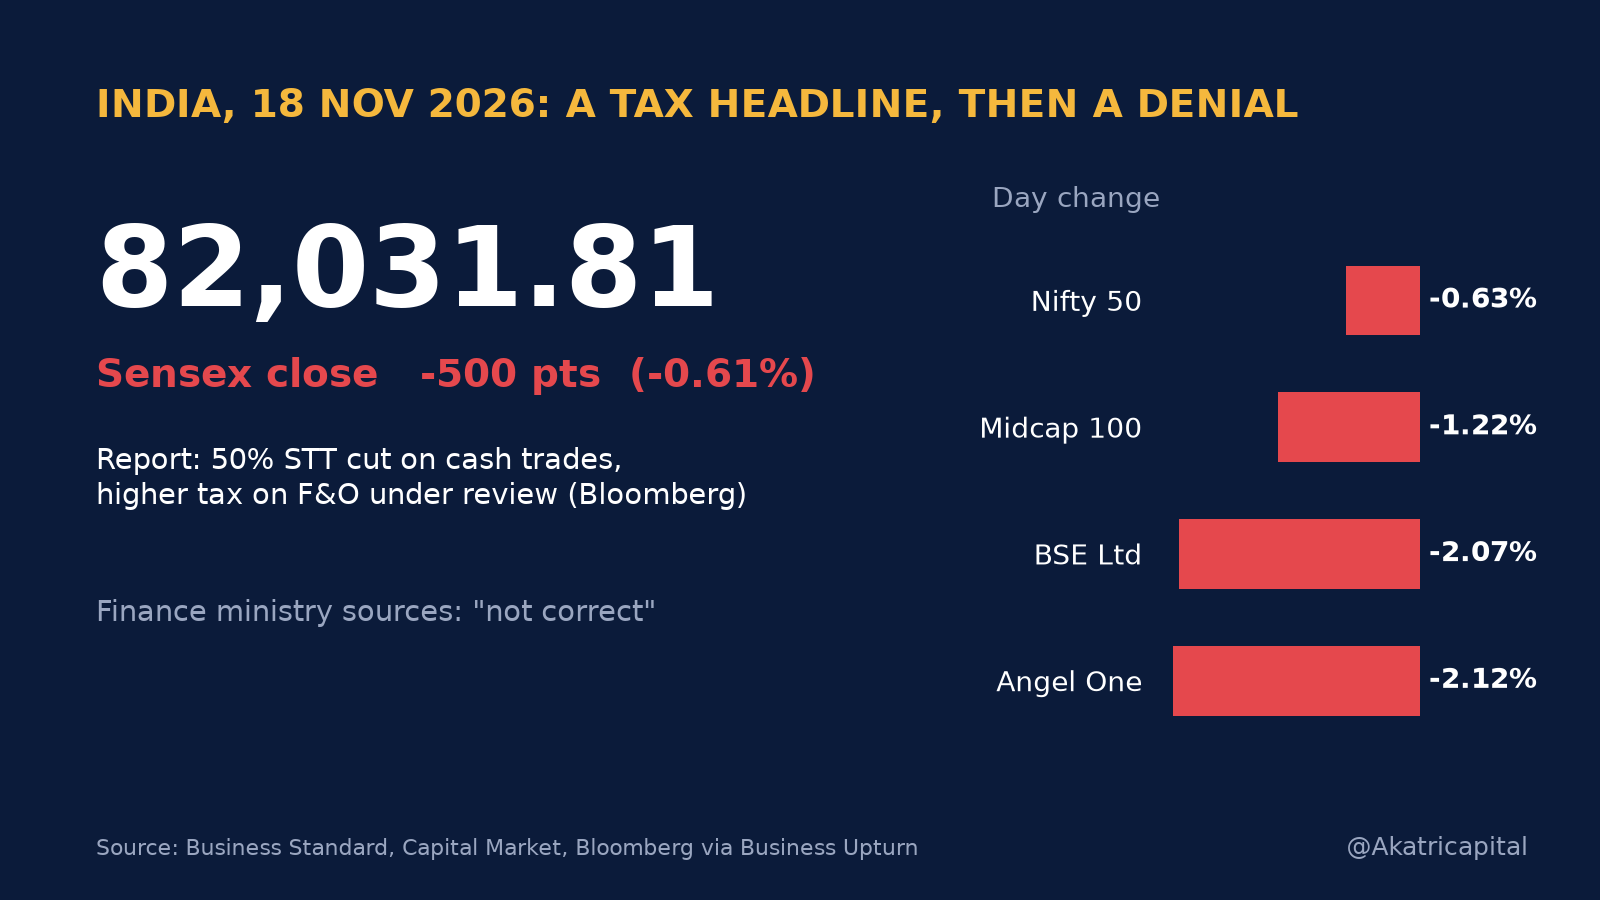 INDIA, 18 NOV 2026: A TAX HEADLINE, THEN A DENIAL
82,031.81
Sensex close -500 pts (-0.61%)
Report: 50% STT cut on cash trades,
higher tax on F&O under review (Bloomberg)
Finance ministry sources: "not correct"
Day change
Nifty 50 -0.63%
Midcap 100 -1.22%
BSE Ltd -2.07%
Angel One -2.12%
Source: Business Standard, Capital Market, Bloomberg via Business Upturn
@Akatricapital